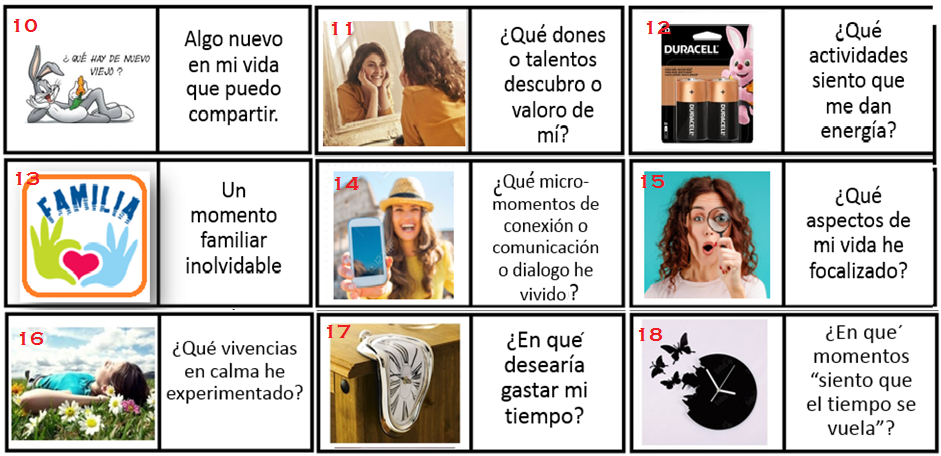 10
¿QUÉ HAY DE NUEVO
VIEJO?
Algo nuevo
en mi vida
que puedo
compartir.
11
¿Qué dones
o talentos
descubro o
valoro de
mí?
12
DURACELL
DURACELL
DURACELL
¿Qué
actividades
siento que
me dan
energía?
13
FAMILIA
Un
momento
familiar
inolvidable
14
¿Qué micro-
momentos de
conexión o
comunicación
o dialogo he
vivido ?
15
¿Qué
aspectos de
mi vida he
focalizado?
16
¿Qué vivencias
en calma he
experimentado?
17
¿En que´
desearía
gastar mi
tiempo?
18
¿En que´
momentos
“siento que
el tiempo se
vuela”?